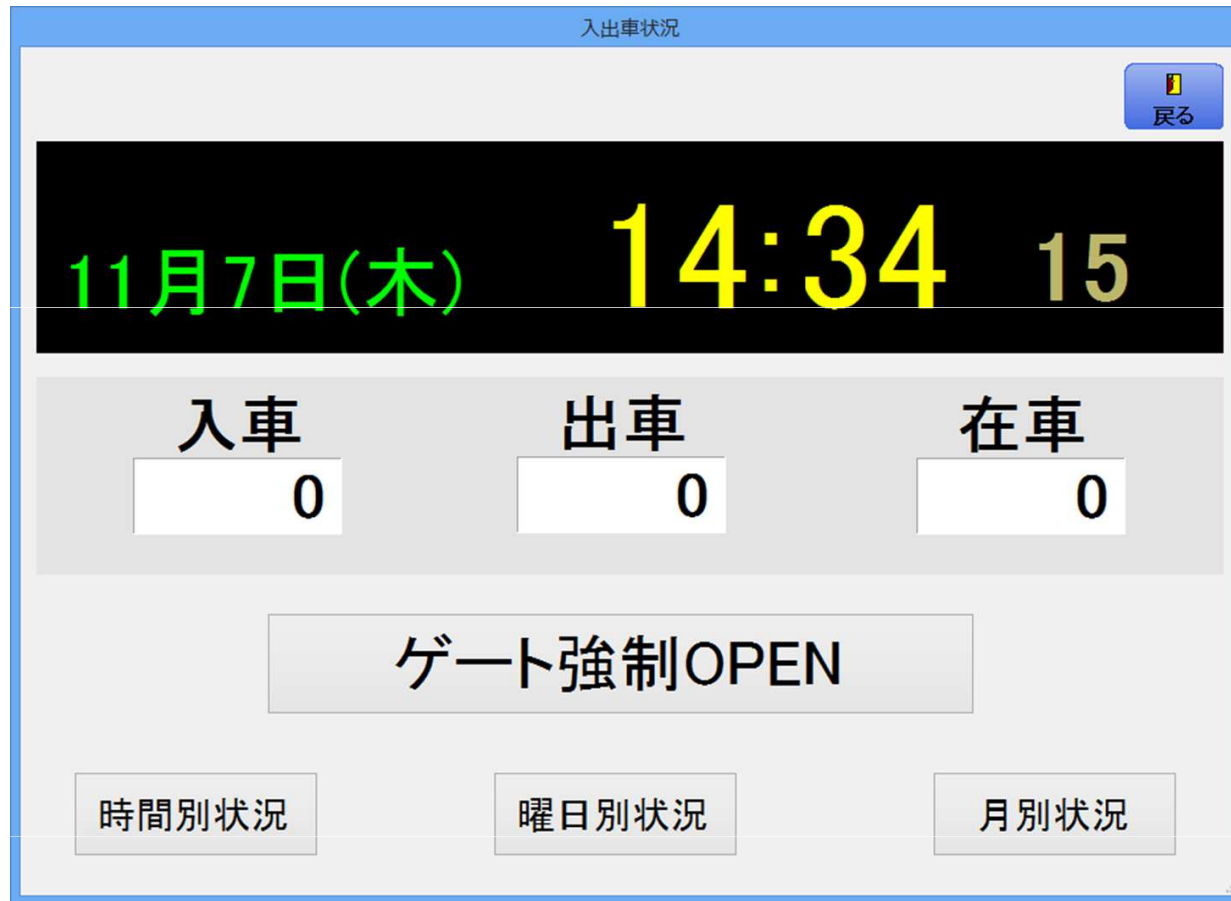 入出車状況
戻る
11月7日(木) 14:34 15
入車 出車 在車
0 0 0
ゲート強制OPEN
時間別状況 曜日別状況 月別状況